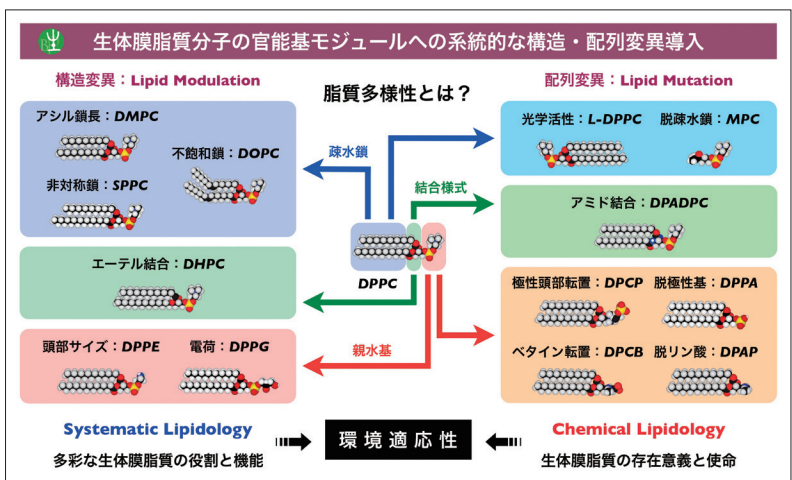 生体膜脂質分子の官能基モジュールへの系統的な構造・配列変異導入
構造変異：Lipid Modulation
脂質多様性とは？
配列変異：Lipid Mutation
アシル鎖長：DMPC
不飽和鎖：DOPC
非対称鎖：SPPC
疎水鎖
結合様式
DPPC
親水基
光学活性：L-DPPC
脱疎水鎖：MPC
アミド結合：DPADPC
エーテル結合：DHPC
頭部サイズ：DPPE
電荷：DPPG
極性頭部転置：DPCP
脱極性基：DPPA
ベタイン転置：DPCB
脱リン酸：DPAP
Systematic Lipidology
環境適応性
Chemical Lipidology
多彩な生体膜脂質の役割と機能
生体膜脂質の存在意義と使命